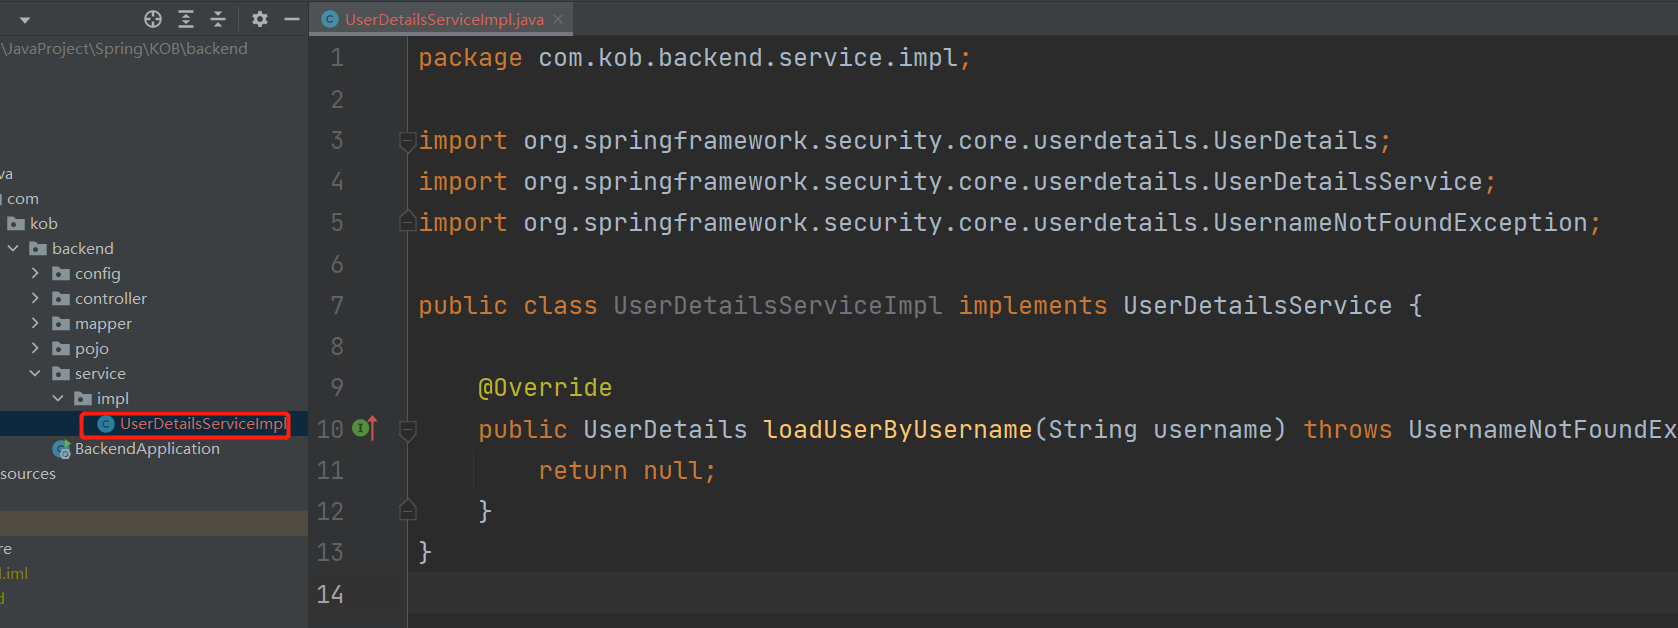 UserDetailsServiceImpl.java
\JavaProject\Spring\KOB\backend
va
com
kob
backend
config
controller
mapper
pojo
service
impl
UserDetailsServiceImpl
BackendApplication
sources
re
.iml
1 package com.kob.backend.service.impl;
2
3 import org.springframework.security.core.userdetails.UserDetails;
4 import org.springframework.security.core.userdetails.UserDetailsService;
5 import org.springframework.security.core.userdetails.UsernameNotFoundException;
6
7 public class UserDetailsServiceImpl implements UserDetailsService {
8
9 @Override
10 public UserDetails loadUserByUsername(String username) throws UsernameNotFoundEx
11 return null;
12 }
13 }
14